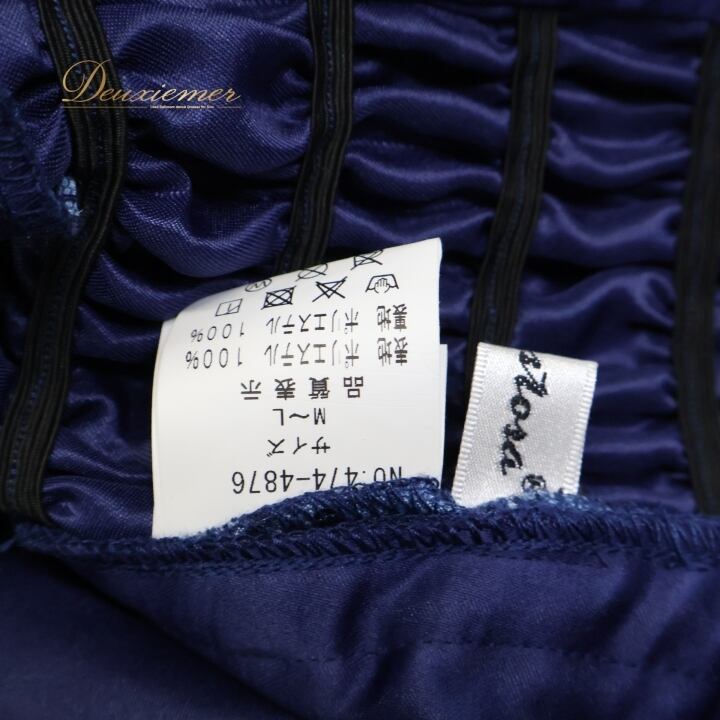 Deuxiemer
NO.474-4876
サイズ
M～L
品質表示
表地 ポリエステル 100%
裏地 ポリエステル 100%